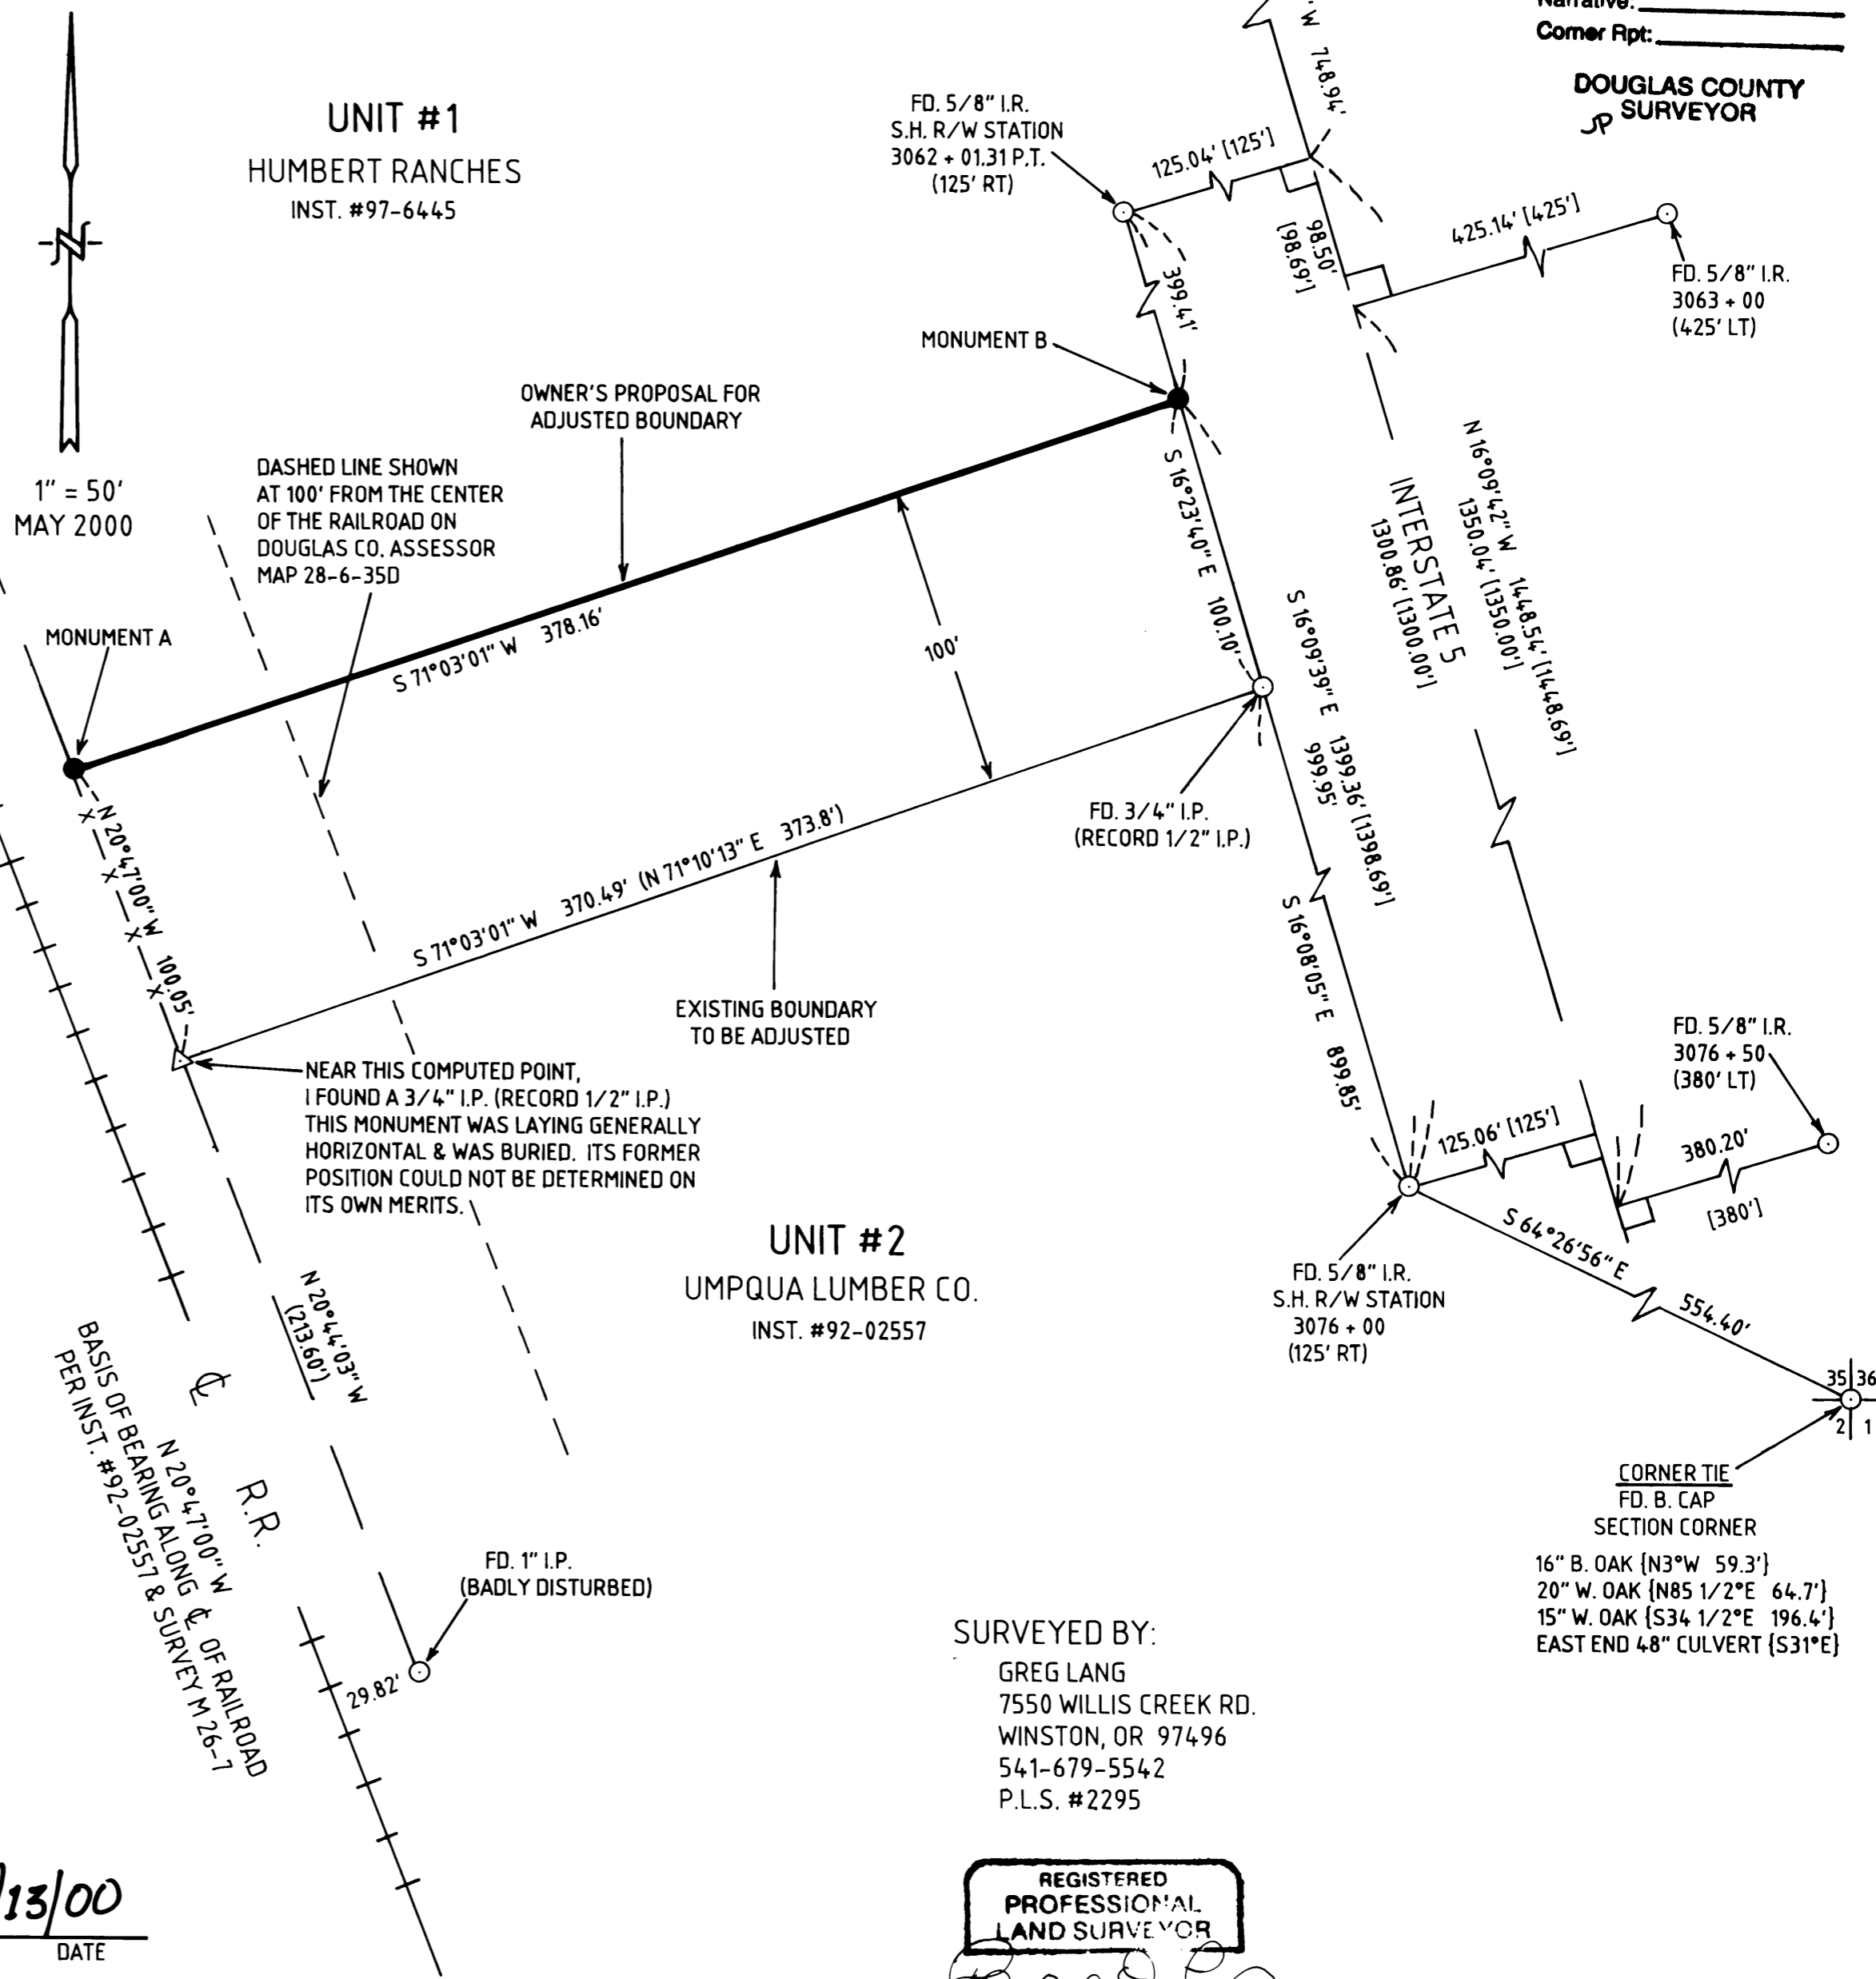 Narrative:
Corner Rpt:
DOUGLAS COUNTY
SURVEYOR
JP
UNIT #1
HUMBERT RANCHES
INST. #97-6445
1" = 50'
MAY 2000
FD. 5/8" I.R.
S.H. R/W STATION
3062 + 01.31 P.T.
(125' RT)
125.04' [125']
W 748.94'
98.50'
[98.69']
425.14' [425']
FD. 5/8" I.R.
3063 + 00
(425' LT)
399.41'
MONUMENT B
OWNER'S PROPOSAL FOR
ADJUSTED BOUNDARY
DASHED LINE SHOWN
AT 100' FROM THE CENTER
OF THE RAILROAD ON
DOUGLAS CO. ASSESSOR
MAP 28-6-35D
MONUMENT A
S 71°03'01" W 378.16'
100'
S 16°23'40" E 100.10'
INTERSTATE 5
1300.86' [1300.00']
N 16°09'42" W 1448.54' [1448.69']
1350.04' [1350.00']
S 16°09'39" E 1399.36' [1398.69']
999.95'
FD. 3/4" I.P.
(RECORD 1/2" I.P.)
N 20°47'00" W 100.05'
S 71°03'01" W 370.49' (N 71°10'13" E 373.8')
EXISTING BOUNDARY
TO BE ADJUSTED
S 16°08'05" E 899.85'
NEAR THIS COMPUTED POINT,
I FOUND A 3/4" I.P. (RECORD 1/2" I.P.)
THIS MONUMENT WAS LAYING GENERALLY
HORIZONTAL & WAS BURIED. ITS FORMER
POSITION COULD NOT BE DETERMINED ON
ITS OWN MERITS.
FD. 5/8" I.R.
3076 + 50
(380' LT)
125.06' [125']
380.20'
[380']
S 64°26'56" E 554.40'
FD. 5/8" I.R.
S.H. R/W STATION
3076 + 00
(125' RT)
UNIT #2
UMPQUA LUMBER CO.
INST. #92-02557
N 20°44'03" W
(213.60')
35 36
2 1
CORNER TIE
FD. B. CAP
SECTION CORNER
16" B. OAK {N3°W 59.3'}
20" W. OAK {N85 1/2°E 64.7'}
15" W. OAK {S34 1/2°E 196.4'}
EAST END 48" CULVERT {S31°E}
℄ R.R.
N 20°47'00" W
BASIS OF BEARING ALONG ℄ OF RAILROAD
PER INST. #92-02557 & SURVEY M 26-7
FD. 1" I.P.
(BADLY DISTURBED)
29.82'
SURVEYED BY:
GREG LANG
7550 WILLIS CREEK RD.
WINSTON, OR 97496
541-679-5542
P.L.S. #2295
REGISTERED
PROFESSIONAL
LAND SURVEYOR
/13/00
DATE